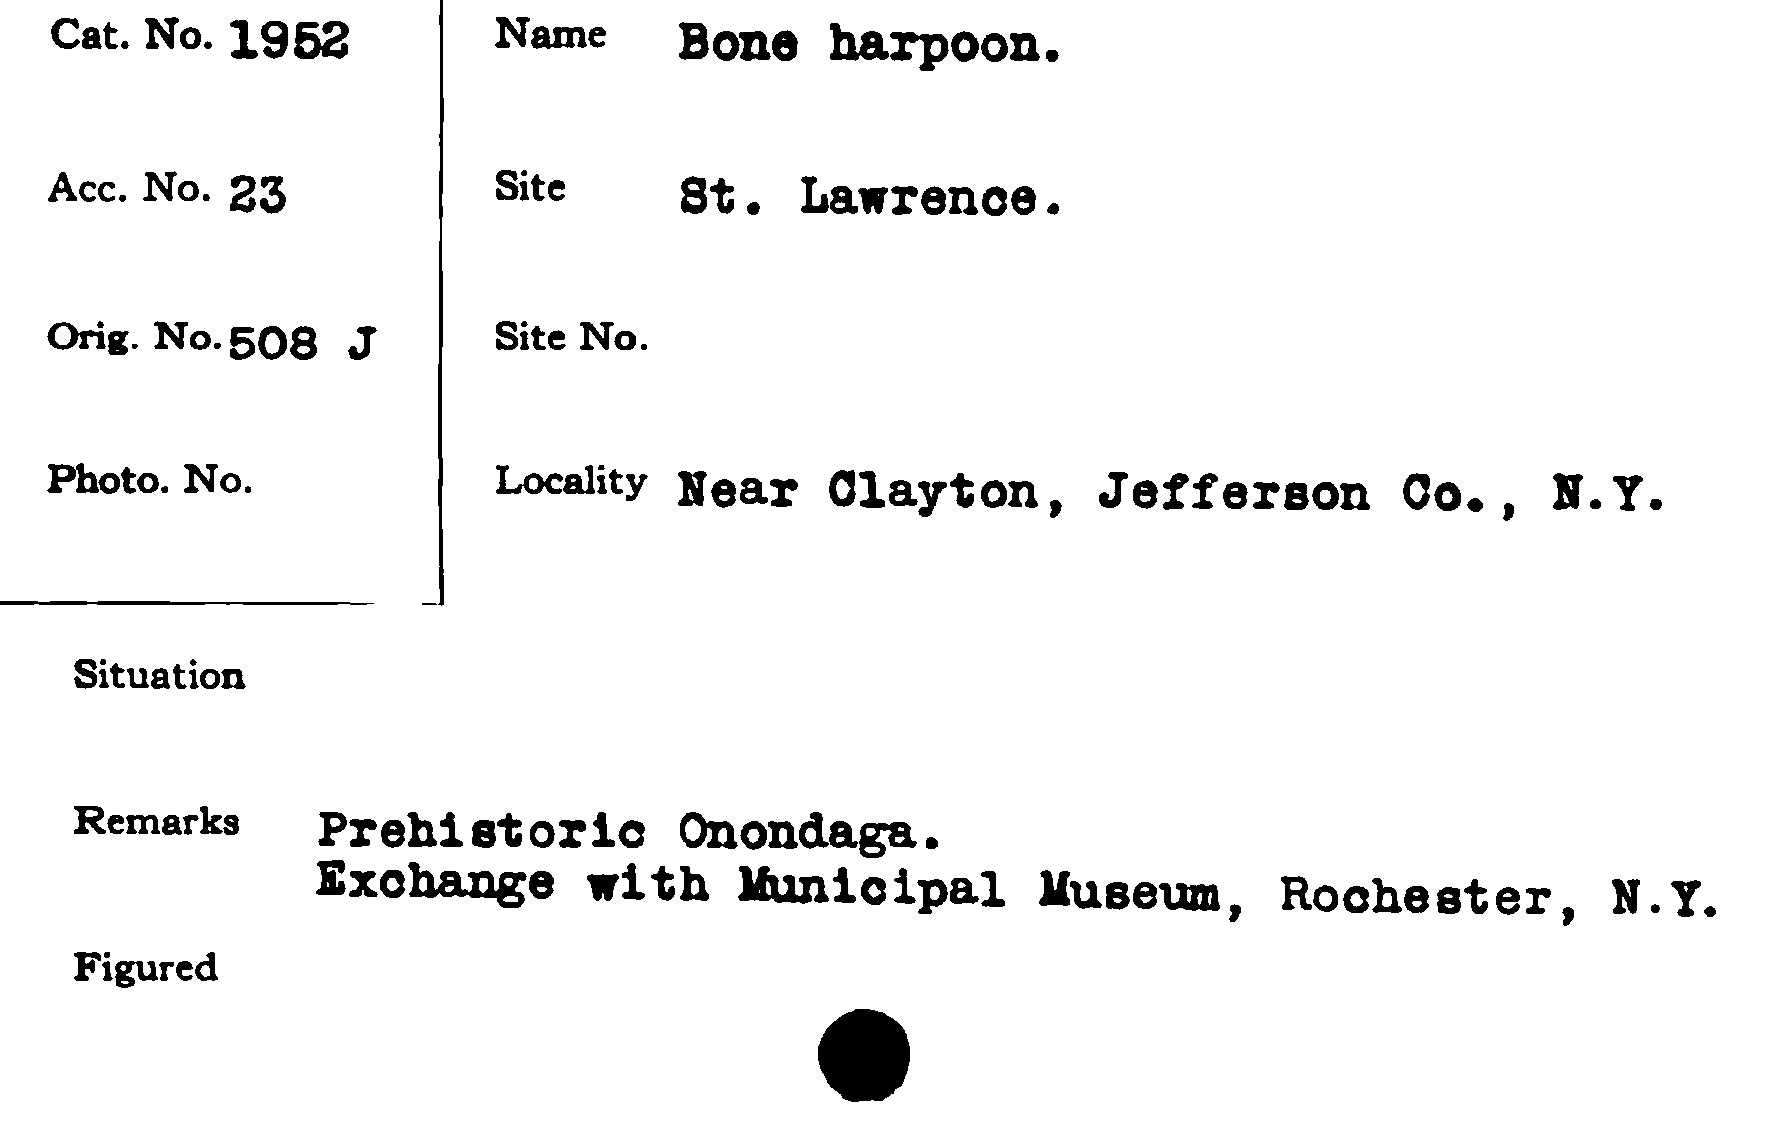 Cat. No. 1952
Acc. No. 23
Orig. No. 508 J
Photo. No.
Name Bone harpoon.
Site St. Lawrence.
Site No.
Locality Near Clayton, Jefferson Co., N.Y.
Situation
Remarks Prehistoric Onondaga.
Exchange with Municipal Museum, Rochester, N.Y.
Figured